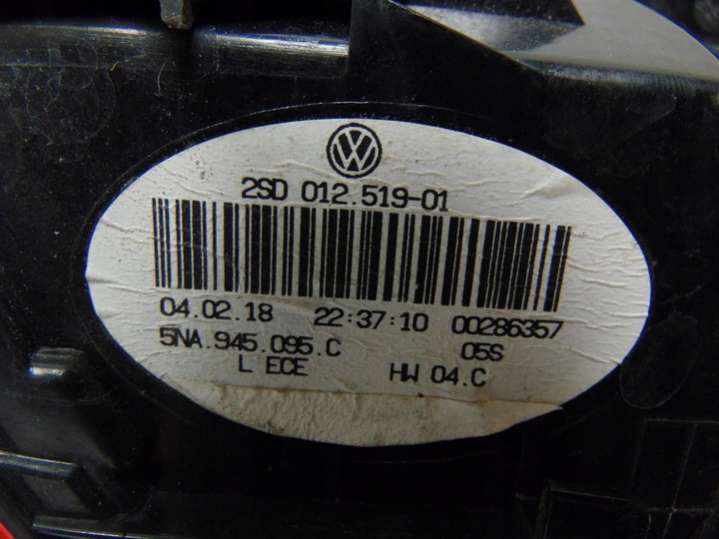 2SD 012.519-01
04.02.18 22:37:10 00286357
5NA.945.095.C 05S
L ECE HW 04.C